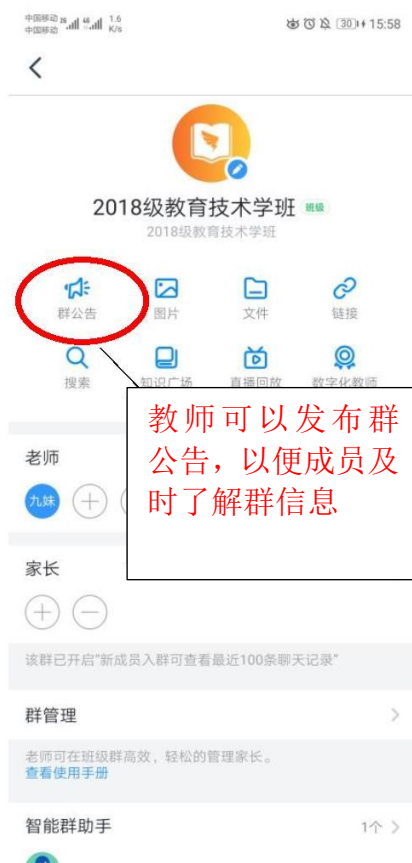 中国移动 2G 4G 1.6
中国移动 K/s
30 15:58
2018级教育技术学班 班级
2018级教育技术学班
群公告 图片 文件 链接
搜索 知识广场 直播回放 数字化教师
教师可以发布群
公告，以便成员及
时了解群信息
老师
九妹
家长
该群已开启“新成员入群可查看最近100条聊天记录”
群管理
老师可在班级群高效，轻松的管理家长。
查看使用手册
智能群助手 1个